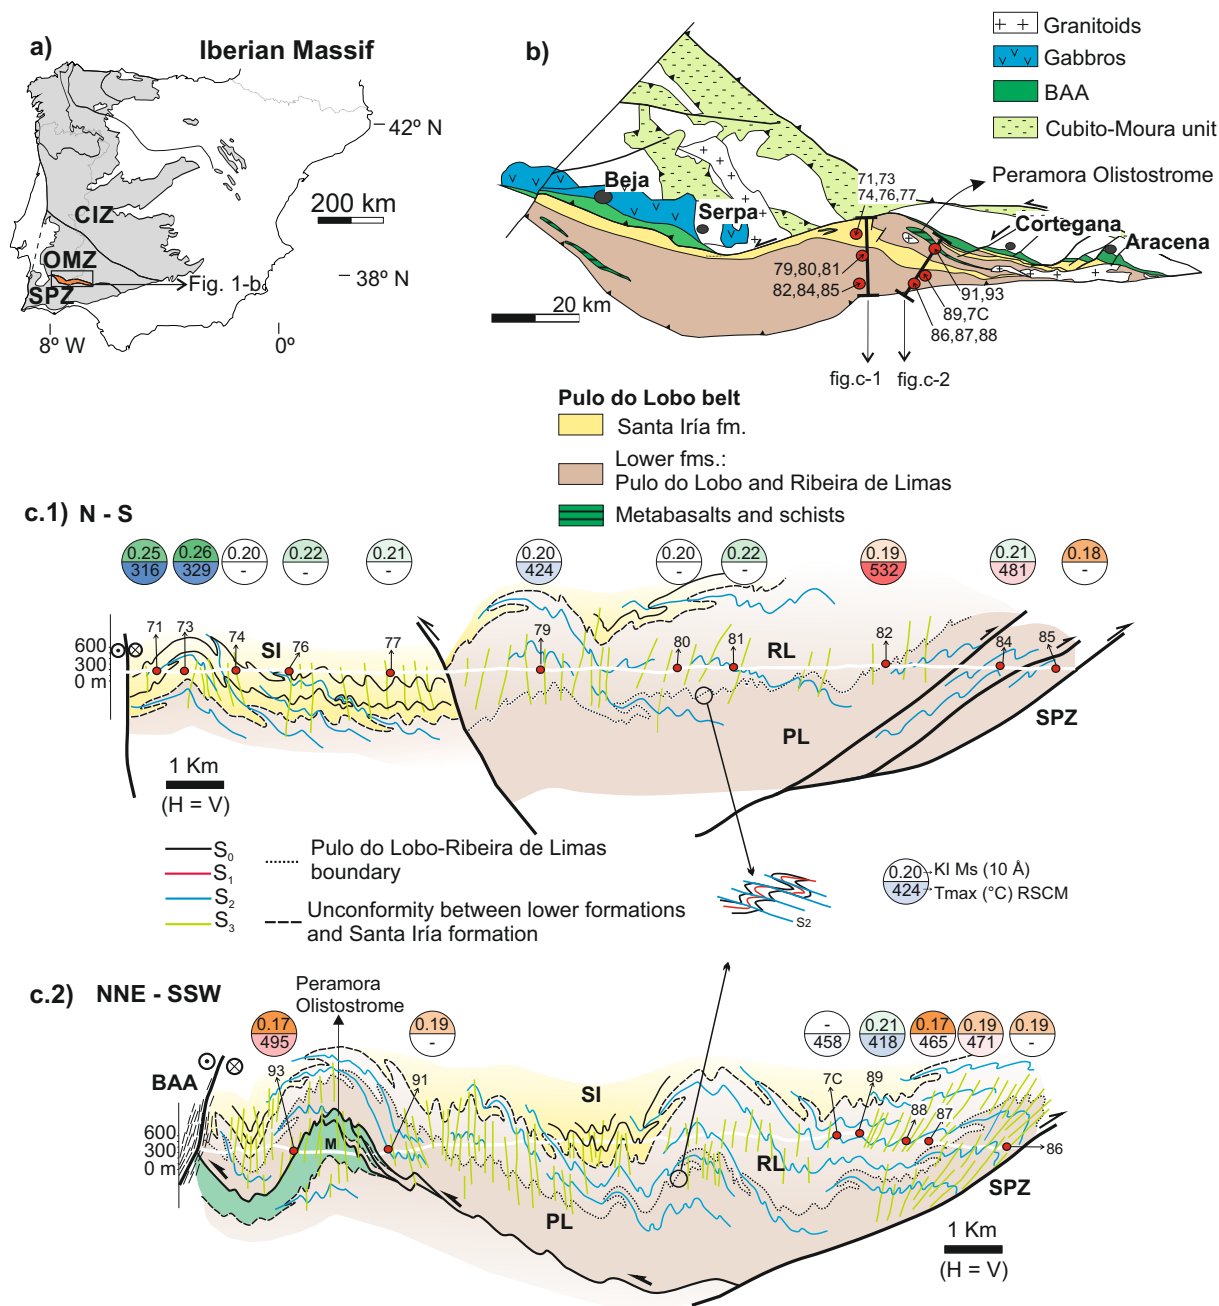 a)
Iberian Massif
42º N
200 km
CIZ
OMZ
38º N
SPZ
Fig. 1-b
8º W
0º
b)
Granitoids
Gabbros
BAA
Cubito-Moura unit
71,73
74,76,77
Peramora Olistostrome
Beja
Serpa
Cortegana
Aracena
79,80,81
82,84,85
91,93
89,7C
86,87,88
20 km
fig.c-1
fig.c-2
Pulo do Lobo belt
Santa Iría fm.
Lower fms.:
Pulo do Lobo and Ribeira de Limas
Metabasalts and schists
c.1) N - S
0.25 0.26 0.20 0.22 0.21 0.20 0.20 0.22 0.19 0.21 0.18
316 329 - - - 424 - - 532 481 -
71 73 74 SI 76 77 79 80 81 RL 82 84 85
600
300
0 m
PL
SPZ
1 Km
(H = V)
S0
S1
S2
S3
Pulo do Lobo-Ribeira de Limas
boundary
Unconformity between lower formations
and Santa Iría formation
S2
0.20 KI Ms (10 Å)
424 Tmax (°C) RSCM
c.2) NNE - SSW
Peramora
Olistostrome
0.17 0.19 - 0.21 0.17 0.19 0.19
495 - 458 418 465 471 -
BAA
93
91
SI
7C
89
88
87
86
600
300
0 m
M
RL
PL
SPZ
1 Km
(H = V)